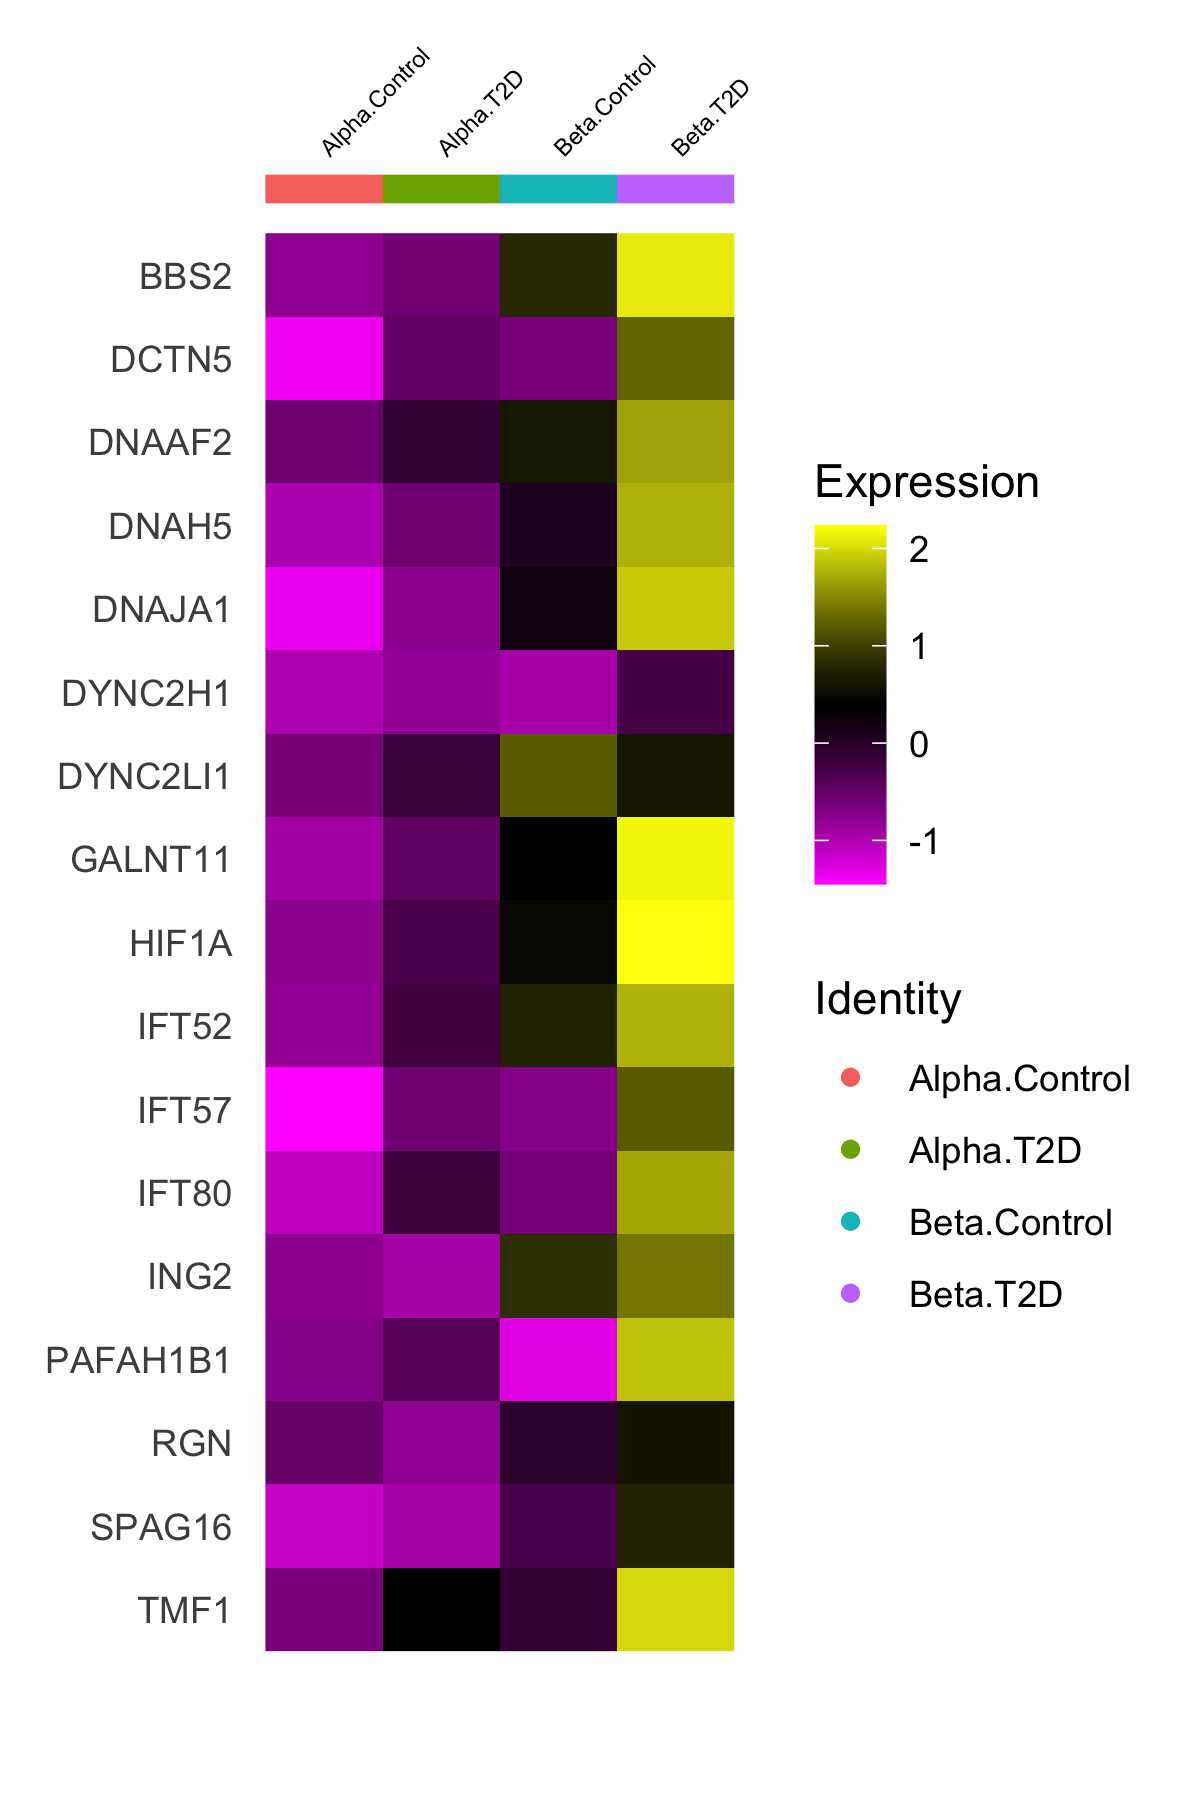 Alpha.Control
Alpha.T2D
Beta.Control
Beta.T2D
BBS2
DCTN5
DNAAF2
DNAH5
DNAJA1
DYNC2H1
DYNC2LI1
GALNT11
HIF1A
IFT52
IFT57
IFT80
ING2
PAFAH1B1
RGN
SPAG16
TMF1
Expression
2
1
0
-1
Identity
Alpha.Control
Alpha.T2D
Beta.Control
Beta.T2D